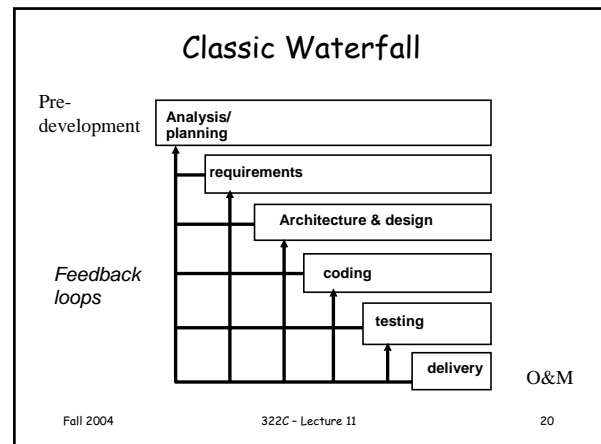 Classic Waterfall
Pre-
development
Analysis/
planning
requirements
Architecture & design
coding
Feedback
loops
testing
delivery
O&M
Fall 2004
322C – Lecture 11
20